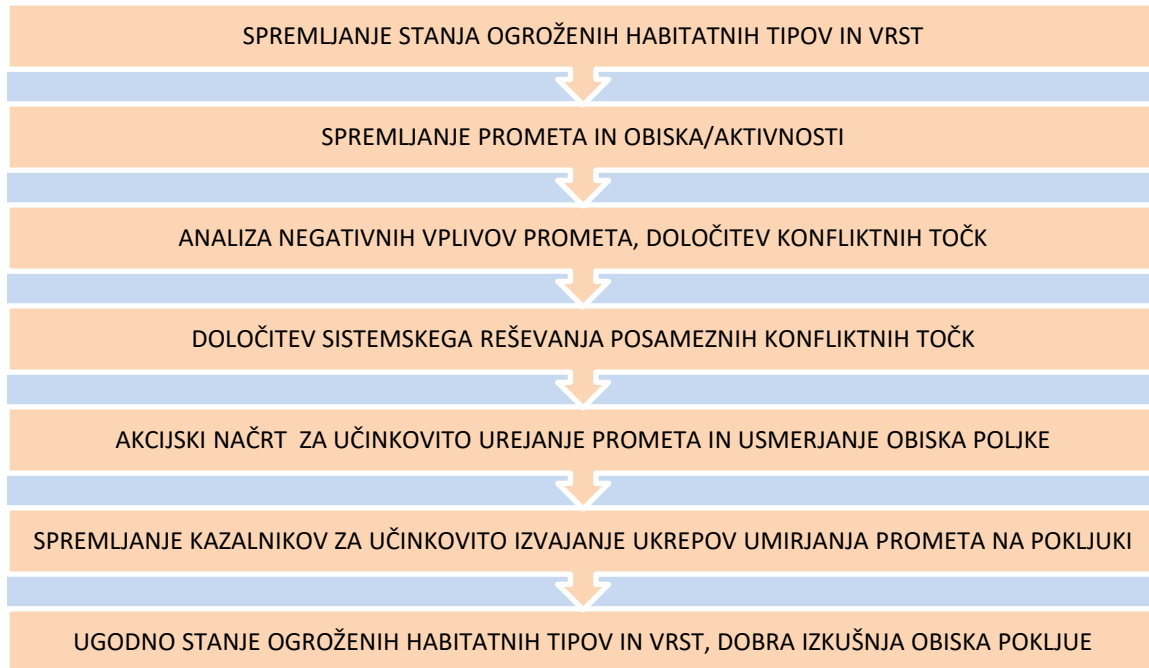 SPREMLJANJE STANJA OGROŽENIH HABITATNIH TIPOV IN VRST
SPREMLJANJE PROMETA IN OBISKA/AKTIVNOSTI
ANALIZA NEGATIVNIH VPLIVOV PROMETA, DOLOČITEV KONFLIKTNIH TOČK
DOLOČITEV SISTEMSKEGA REŠEVANJA POSAMEZNIH KONFLIKTNIH TOČK
AKCIJSKI NAČRT ZA UČINKOVITO UREJANJE PROMETA IN USMERJANJE OBISKA POLJKE
SPREMLJANJE KAZALNIKOV ZA UČINKOVITO IZVAJANJE UKREPOV UMIRJANJA PROMETA NA POKLJUKI
UGODNO STANJE OGROŽENIH HABITATNIH TIPOV IN VRST, DOBRA IZKUŠNJA OBISKA POKLJUE